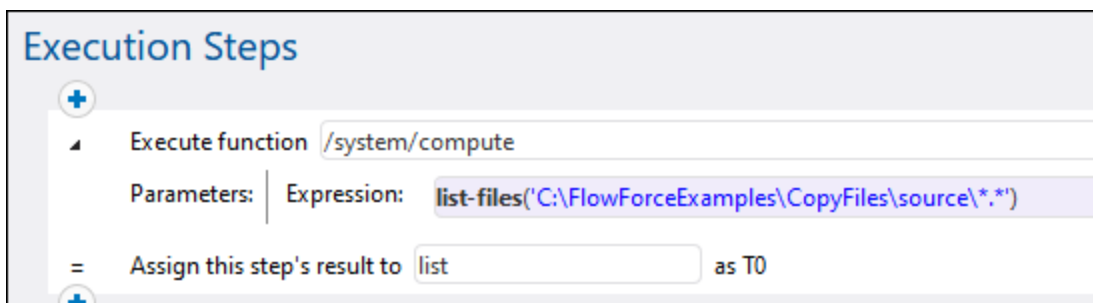 Execution Steps
Execute function /system/compute
Parameters: Expression: list-files('C:\FlowForceExamples\CopyFiles\source\*.*')
= Assign this step's result to list as T0